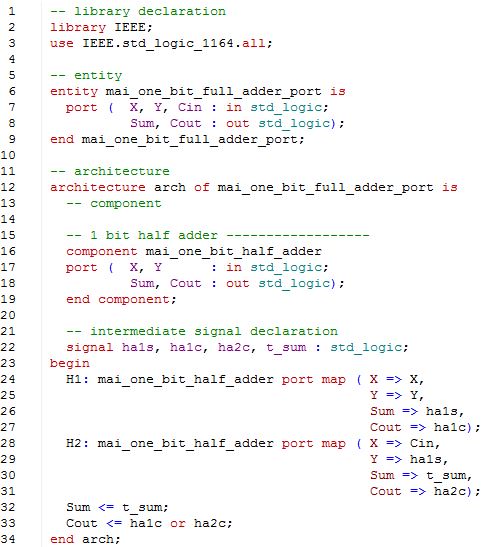 1 -- library declaration
2 library IEEE;
3 use IEEE.std_logic_1164.all;
4
5 -- entity
6 entity mai_one_bit_full_adder_port is
7 port ( X, Y, Cin : in std_logic;
8 Sum, Cout : out std_logic);
9 end mai_one_bit_full_adder_port;
10
11 -- architecture
12 architecture arch of mai_one_bit_full_adder_port is
13 -- component
14
15 -- 1 bit half adder ------------------
16 component mai_one_bit_half_adder
17 port ( X, Y : in std_logic;
18 Sum, Cout : out std_logic);
19 end component;
20
21 -- intermediate signal declaration
22 signal ha1s, ha1c, ha2c, t_sum : std_logic;
23 begin
24 H1: mai_one_bit_half_adder port map ( X => X,
25 Y => Y,
26 Sum => ha1s,
27 Cout => ha1c);
28 H2: mai_one_bit_half_adder port map ( X => Cin,
29 Y => ha1s,
30 Sum => t_sum,
31 Cout => ha2c);
32 Sum <= t_sum;
33 Cout <= ha1c or ha2c;
34 end arch;